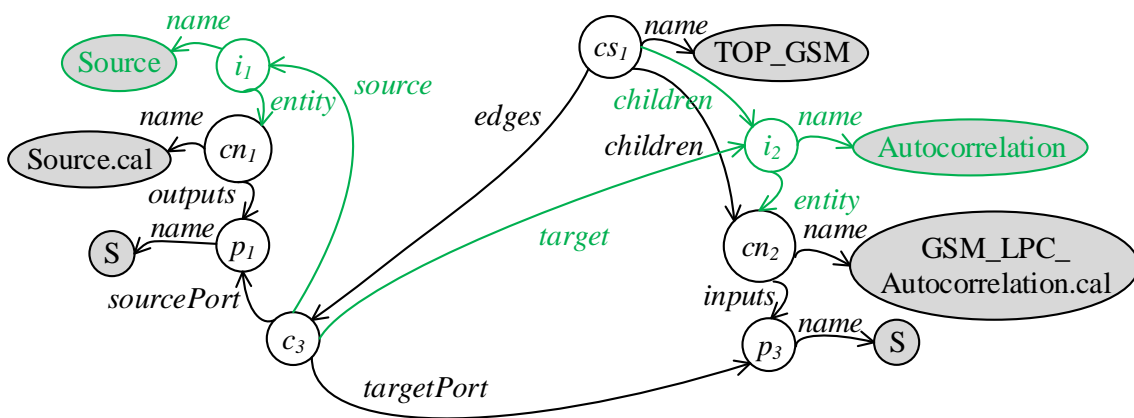 name
Source
i1
entity
source
name
Source.cal
cn1
outputs
name
S
p1
sourcePort
c3
edges
cs1
name
TOP_GSM
children
children
i2
name
Autocorrelation
entity
target
cn2
name
GSM_LPC_
Autocorrelation.cal
inputs
p3
name
S
targetPort